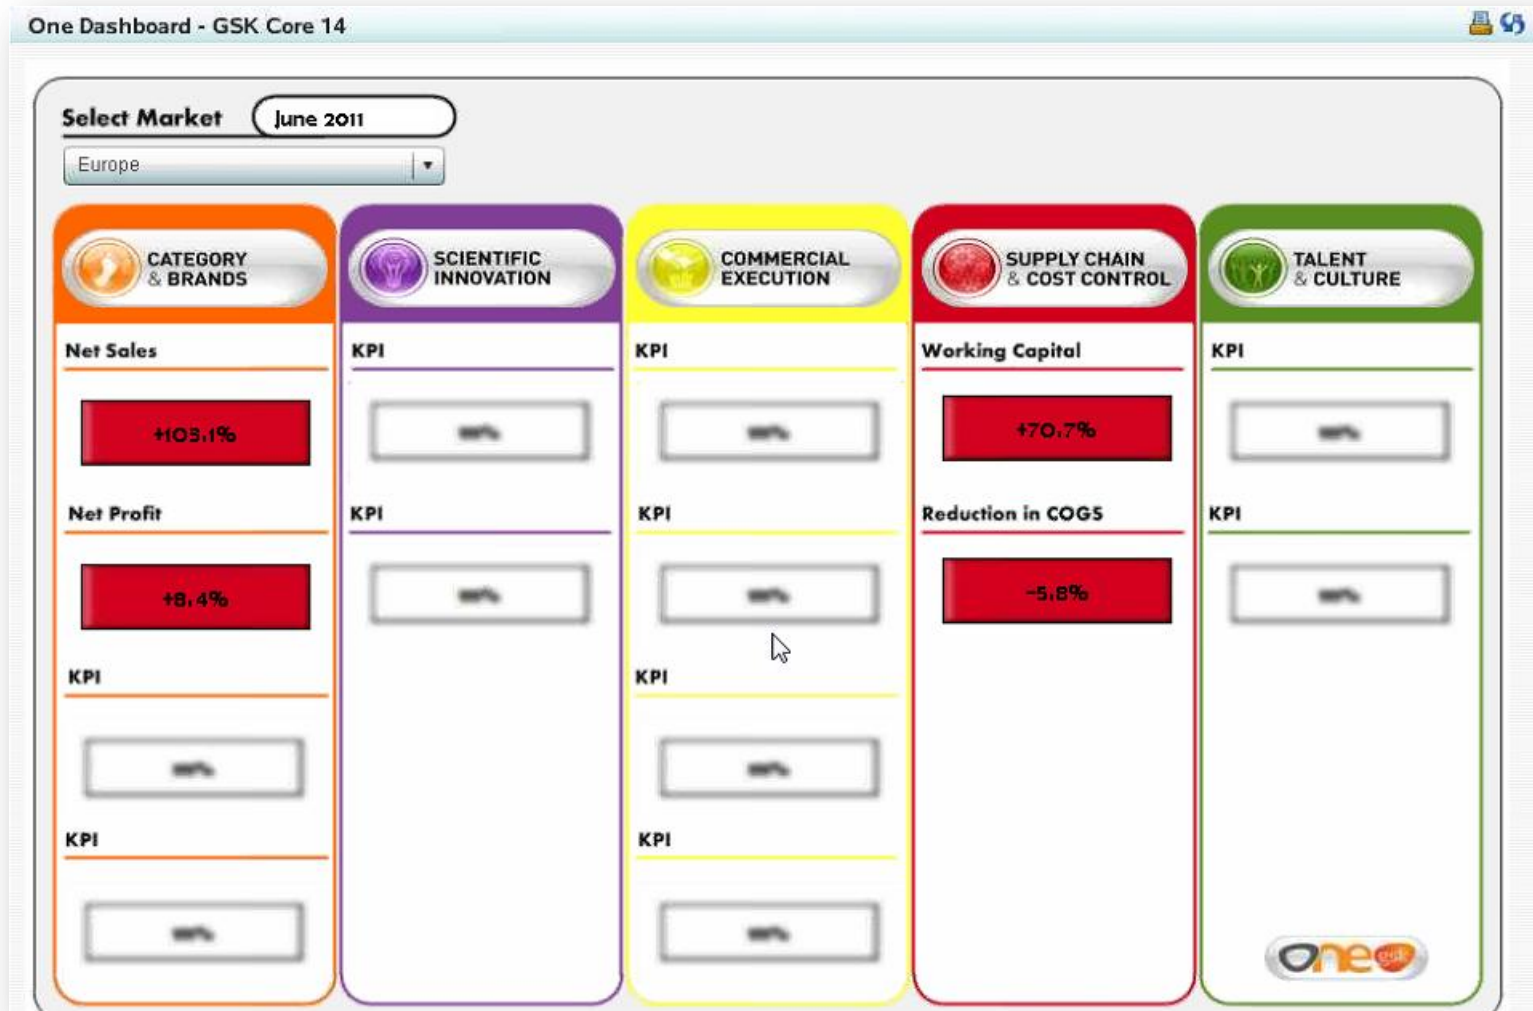 One Dashboard - GSK Core 14
Select Market
June 2011
Europe
CATEGORY
& BRANDS
Net Sales
+103.1%
Net Profit
+8.4%
KPI
KPI
SCIENTIFIC
INNOVATION
KPI
KPI
COMMERCIAL
EXECUTION
KPI
KPI
KPI
KPI
SUPPLY CHAIN
& COST CONTROL
Working Capital
+70.7%
Reduction in COGS
-5.8%
TALENT
& CULTURE
KPI
KPI
one gsk